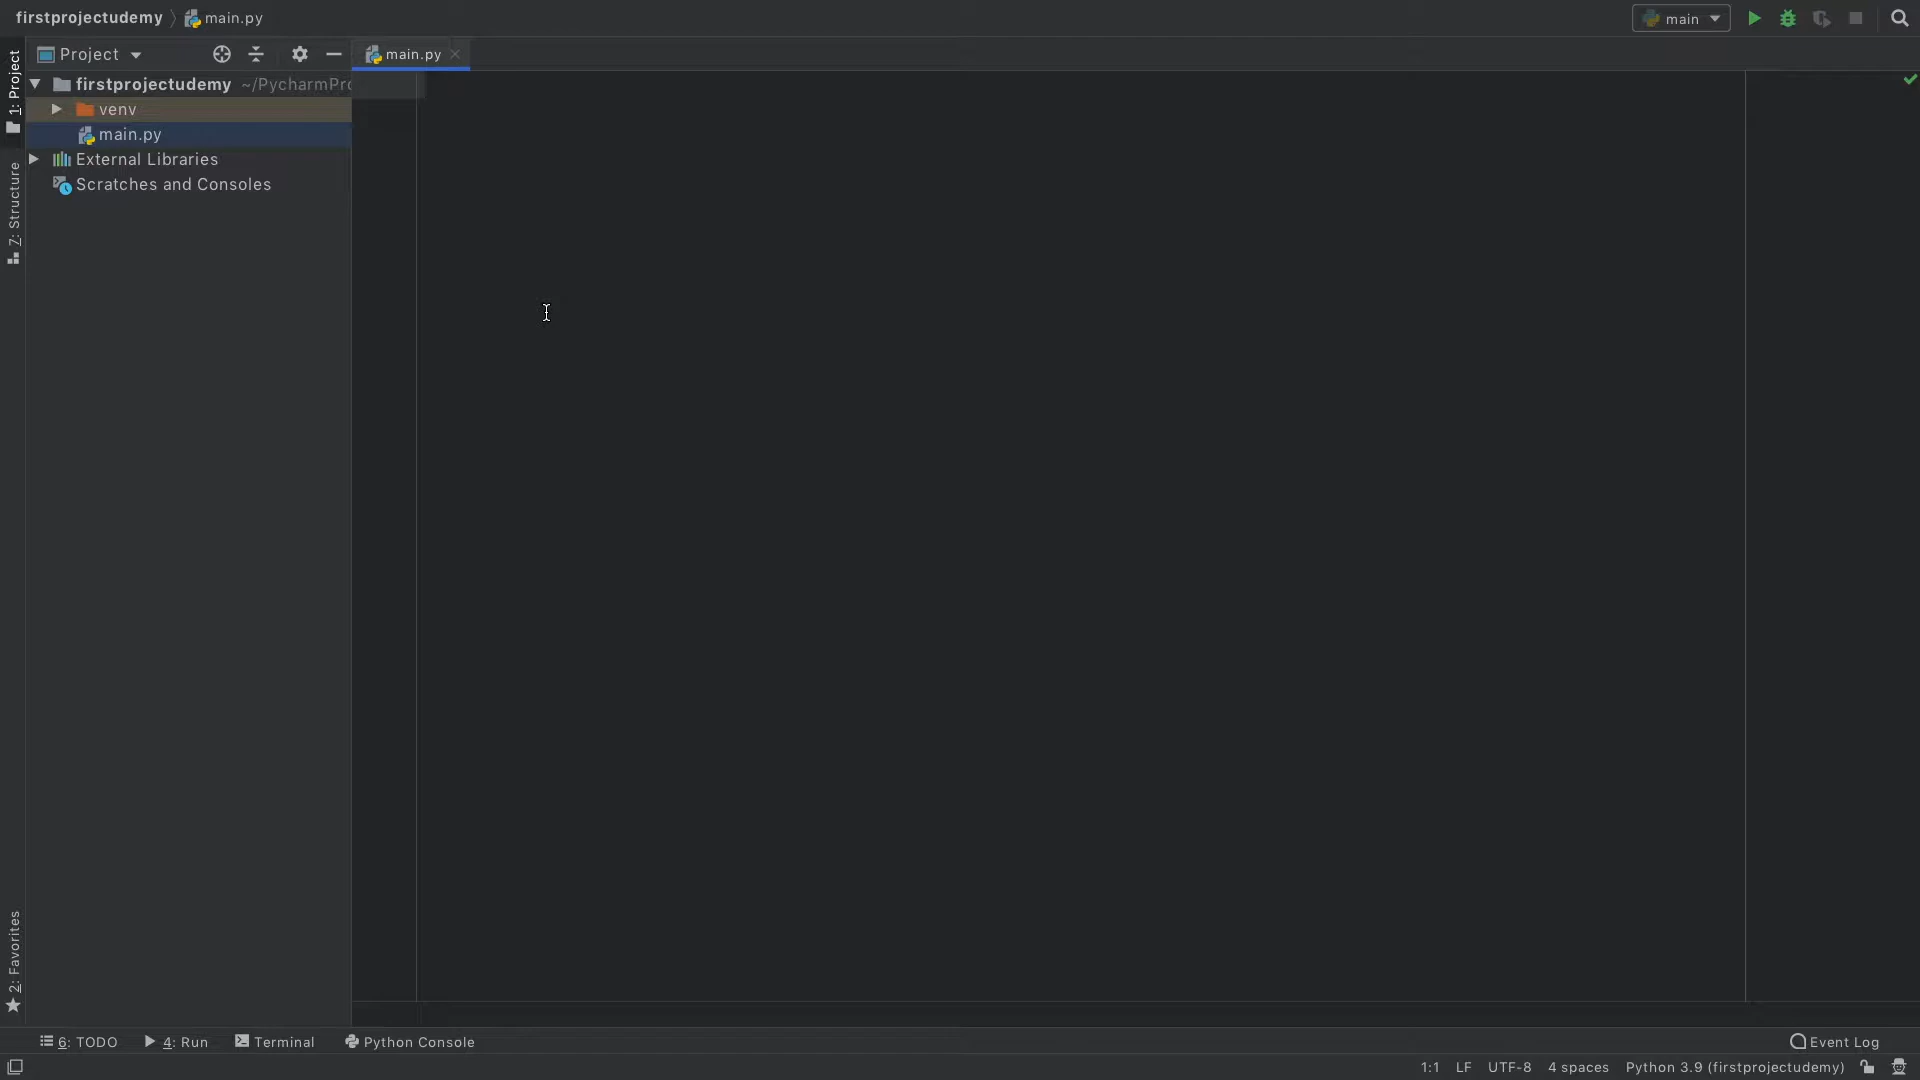 firstprojectudemy main.py
main
1: Project
Project
main.py
firstprojectudemy ~/PycharmPro
venv
main.py
External Libraries
Scratches and Consoles
7: Structure
2: Favorites
6: TODO
4: Run
Terminal
Python Console
Event Log
1:1 LF UTF-8 4 spaces Python 3.9 (firstprojectudemy)